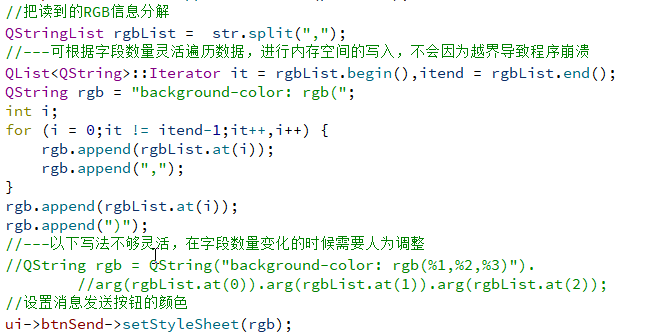 //把读到的RGB信息分解
QStringList rgbList =  str.split(",");
//---可根据字段数量灵活遍历数据，进行内存空间的写入，不会因为越界导致程序崩溃
QList<QString>::Iterator it = rgbList.begin(),itend = rgbList.end();
QString rgb = "background-color: rgb(";
int i;
for (i = 0;it != itend-1;it++,i++) {
    rgb.append(rgbList.at(i));
    rgb.append(",");
}
rgb.append(rgbList.at(i));
rgb.append(")");
//---以下写法不够灵活，在字段数量变化的时候需要人为调整
//QString rgb = QString("background-color: rgb(%1,%2,%3)").
        //arg(rgbList.at(0)).arg(rgbList.at(1)).arg(rgbList.at(2));
//设置消息发送按钮的颜色
ui->btnSend->setStyleSheet(rgb);